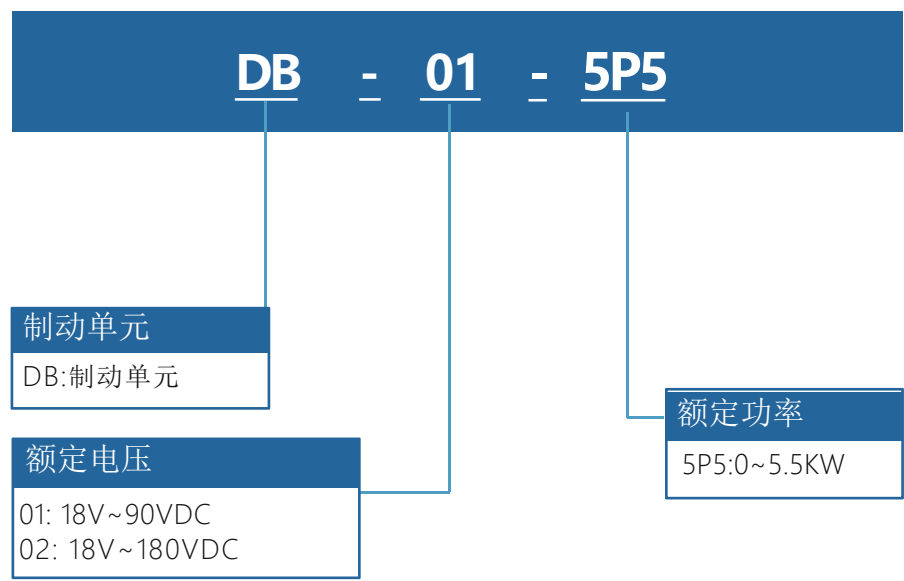 DB - 01 - 5P5
制动单元
DB:制动单元
额定电压
01: 18V~90VDC
02: 18V~180VDC
额定功率
5P5:0~5.5KW